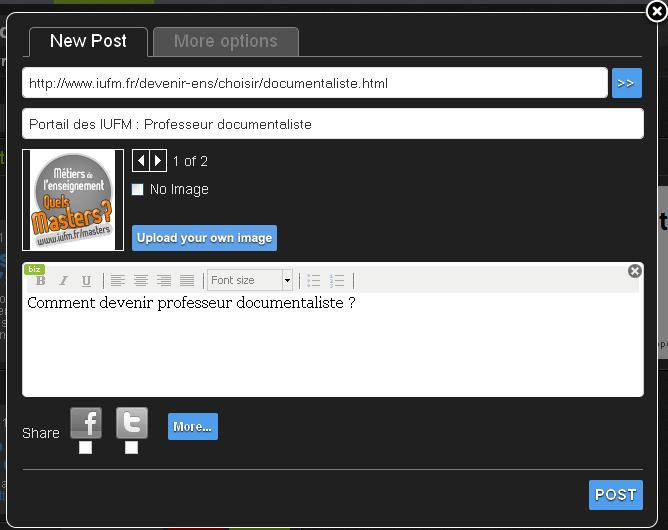 New Post
More options
http://www.iufm.fr/devenir-ens/choisir/documentaliste.html
>>
Portail des IUFM : Professeur documentaliste
Métiers de
l'enseignement
Quels
Masters?
www.iufm.fr/masters
1 of 2
No Image
Upload your own image
biz
B I U Font size
Comment devenir professeur documentaliste ?
Share
f
t
More...
POST